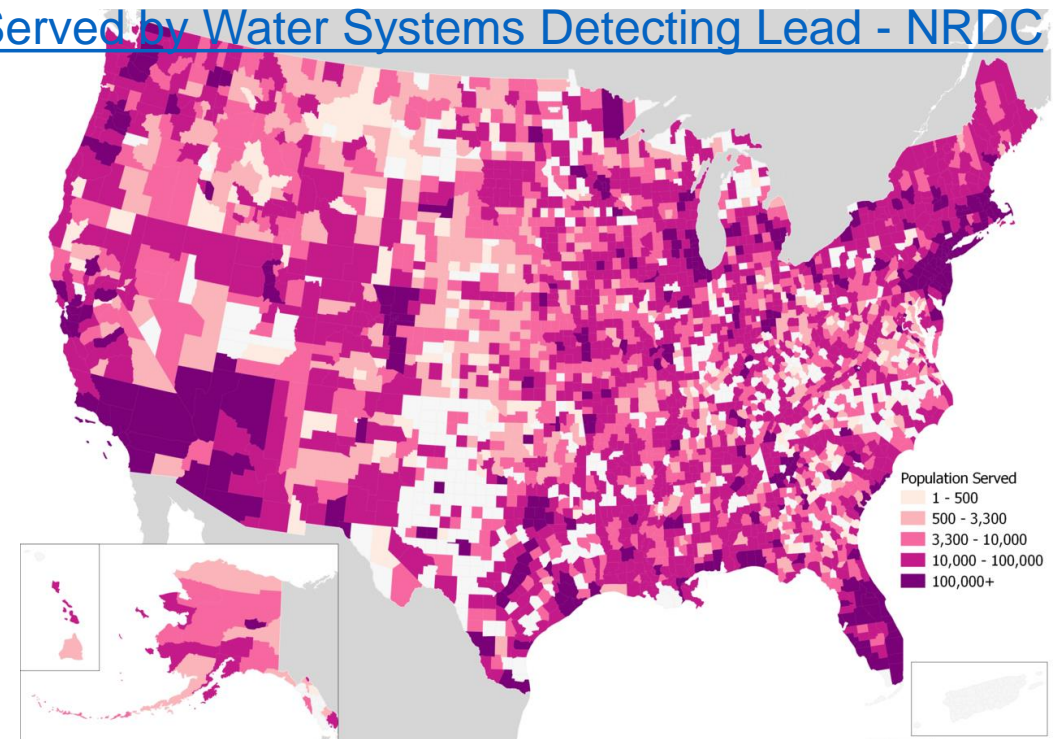 Served by Water Systems Detecting Lead - NRDC
Population Served
1 - 500
500 - 3,300
3,300 - 10,000
10,000 - 100,000
100,000+